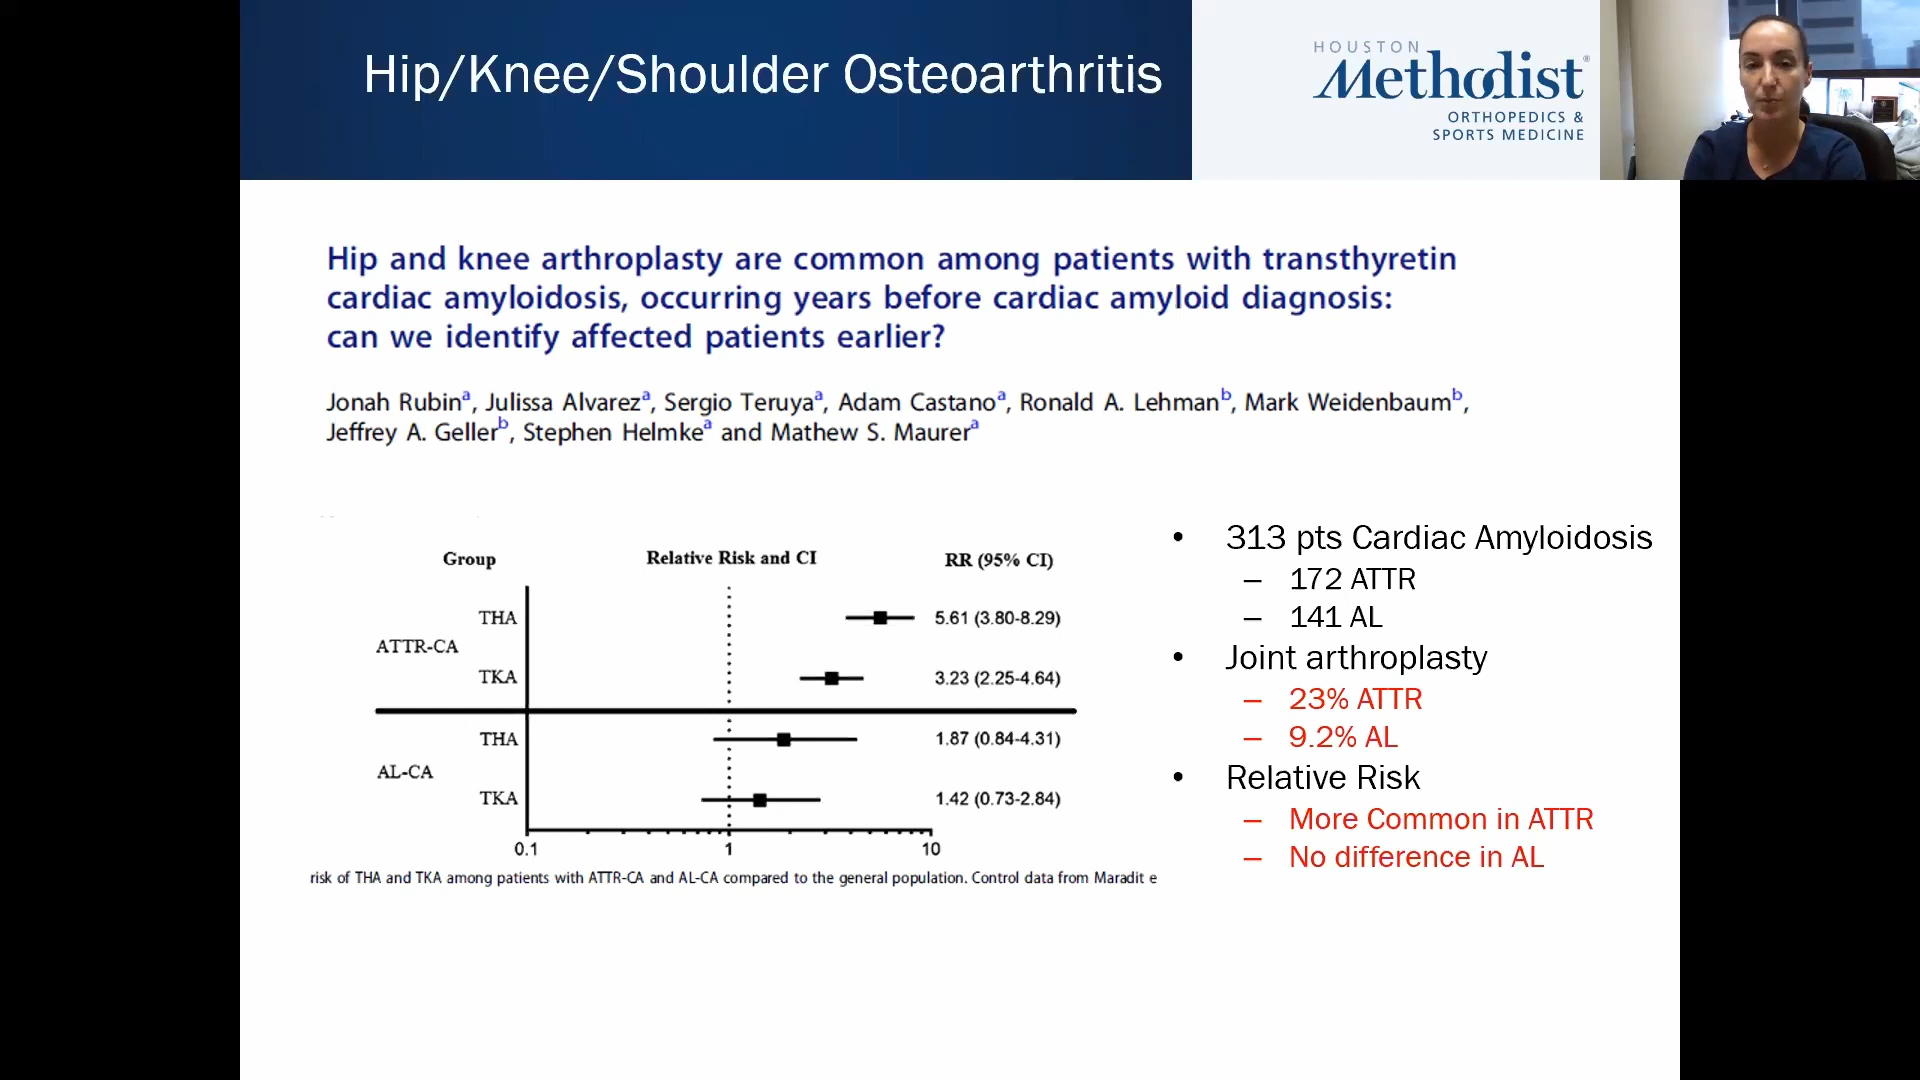 Hip/Knee/Shoulder Osteoarthritis
HOUSTON
Methodist®
ORTHOPEDICS &
SPORTS MEDICINE
Hip and knee arthroplasty are common among patients with transthyretin
cardiac amyloidosis, occurring years before cardiac amyloid diagnosis:
can we identify affected patients earlier?
Jonah Rubin^a, Julissa Alvarez^a, Sergio Teruya^a, Adam Castano^a, Ronald A. Lehman^b, Mark Weidenbaum^b,
Jeffrey A. Geller^b, Stephen Helmke^a and Mathew S. Maurer^a
Group Relative Risk and CI RR (95% CI)
THA 5.61 (3.80-8.29)
ATTR-CA
TKA 3.23 (2.25-4.64)
THA 1.87 (0.84-4.31)
AL-CA
TKA 1.42 (0.73-2.84)
0.1 1 10
risk of THA and TKA among patients with ATTR-CA and AL-CA compared to the general population. Control data from Maradit e
• 313 pts Cardiac Amyloidosis
– 172 ATTR
– 141 AL
• Joint arthroplasty
– 23% ATTR
– 9.2% AL
• Relative Risk
– More Common in ATTR
– No difference in AL